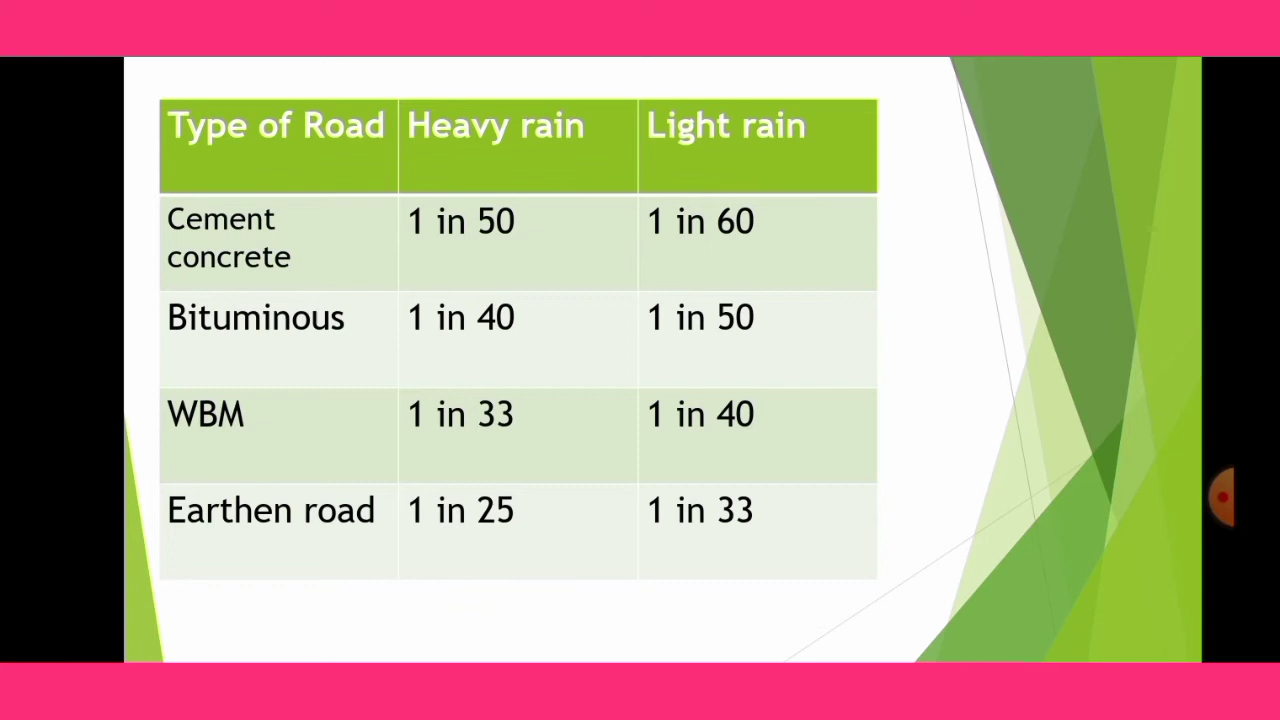 Type of Road Heavy rain Light rain
Cement 1 in 50 1 in 60
concrete
Bituminous 1 in 40 1 in 50
WBM 1 in 33 1 in 40
Earthen road 1 in 25 1 in 33